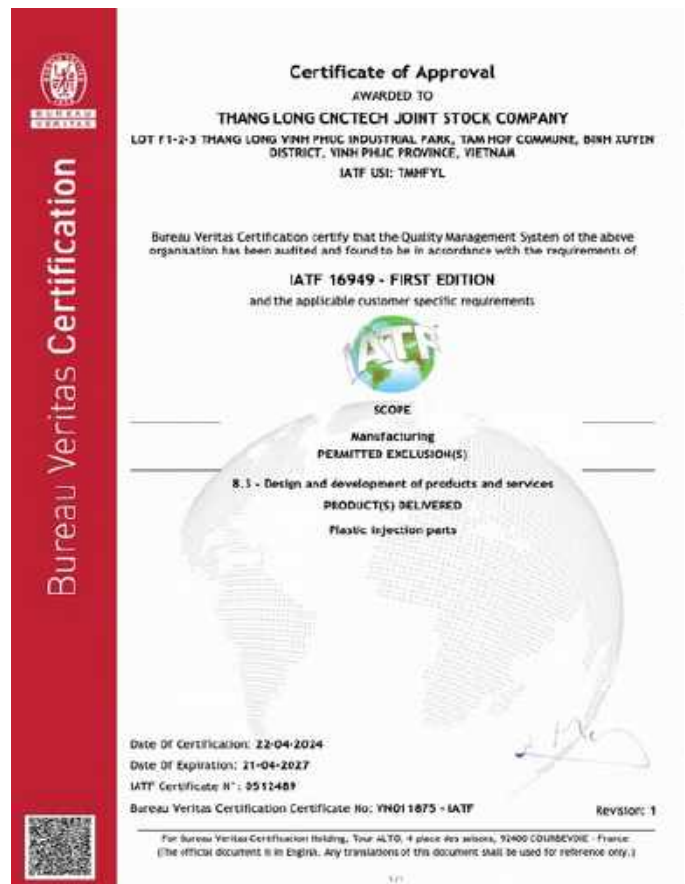 BUREAU
VERITAS
Bureau Veritas Certification
Certificate of Approval
AWARDED TO
THANG LONG CNCTECH JOINT STOCK COMPANY
LOT F1-2-3 THANG LONG VINH PHUC INDUSTRIAL PARK, TAM HOP COMMUNE, BINH XUYEN
DISTRICT, VINH PHUC PROVINCE, VIETNAM
IATF USI: TMHFYL
Bureau Veritas Certification certify that the Quality Management System of the above
organisation has been audited and found to be in accordance with the requirements of
IATF 16949 - FIRST EDITION
and the applicable customer specific requirements
IATF
SCOPE
Manufacturing
PERMITTED EXCLUSION(S)
8.3 - Design and development of products and services
PRODUCT(S) DELIVERED
Plastic injection parts
Date Of Certification: 22-04-2024
Date Of Expiration: 21-04-2027
IATF Certificate N°: 0512489
Bureau Veritas Certification Certificate No: VN011875 - IATF
Revision: 1
For Bureau Veritas Certification Holding, Tour ALTO, 4 place des saisons, 92400 COURBEVOIE - France
(The official document is in English. Any translations of this document shall be used for reference only.)
1/1